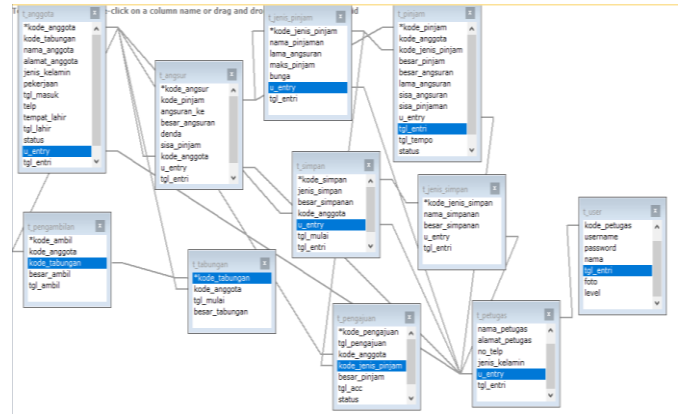 -click on a column name or drag and dro
t_anggota
*kode_anggota
kode_tabungan
nama_anggota
alamat_anggota
jenis_kelamin
pekerjaan
tgl_masuk
telp
tempat_lahir
tgl_lahir
status
u_entry
tgl_entri
t_angsur
*kode_angsur
kode_pinjam
angsuran_ke
besar_angsuran
denda
sisa_pinjam
kode_anggota
u_entry
tgl_entri
t_jenis_pinjam
*kode_jenis_pinjam
nama_pinjaman
lama_angsuran
maks_pinjam
bunga
u_entry
tgl_entri
t_pinjam
*kode_pinjam
kode_anggota
kode_jenis_pinjam
besar_pinjam
besar_angsuran
lama_angsuran
sisa_angsuran
sisa_pinjaman
u_entry
tgl_entri
tgl_tempo
status
t_simpan
*kode_simpan
jenis_simpan
besar_simpanan
kode_anggota
u_entry
tgl_mulai
tgl_entri
t_jenis_simpan
*kode_jenis_simpan
nama_simpanan
besar_simpanan
u_entry
tgl_entri
t_user
kode_petugas
username
password
nama
tgl_entri
foto
level
t_pengambilan
*kode_ambil
kode_anggota
kode_tabungan
besar_ambil
tgl_ambil
t_tabungan
*kode_tabungan
kode_anggota
tgl_mulai
besar_tabungan
t_pengajuan
*kode_pengajuan
tgl_pengajuan
kode_anggota
kode_jenis_pinjam
besar_pinjam
tgl_acc
status
t_petugas
nama_petugas
alamat_petugas
no_telp
jenis_kelamin
u_entry
tgl_entri